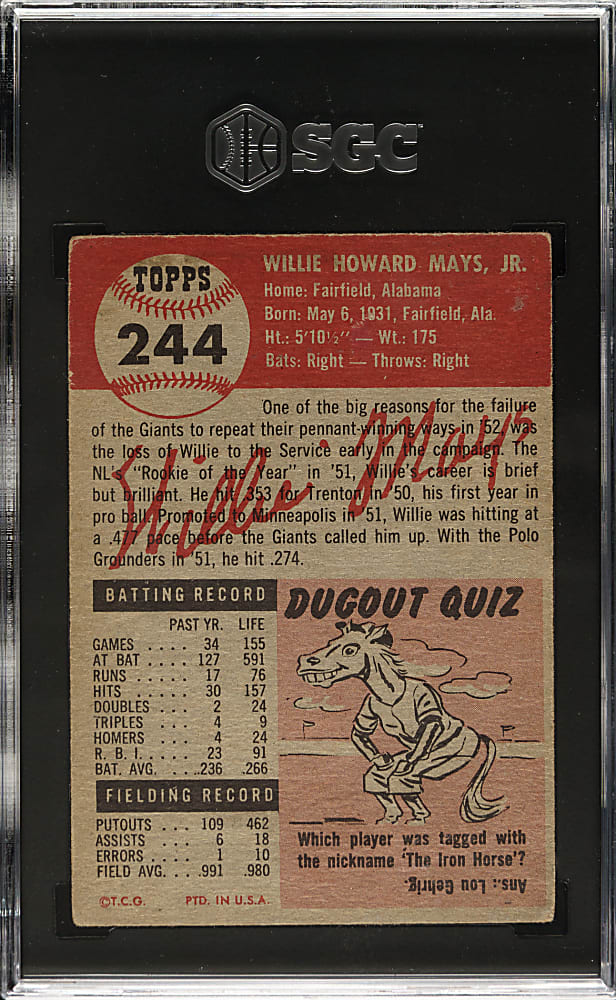 SGC
TOPPS
244
WILLIE HOWARD MAYS, JR.
Home: Fairfield, Alabama
Born: May 6, 1931, Fairfield, Ala.
Ht.: 5'10½" — Wt.: 175
Bats: Right — Throws: Right
One of the big reasons for the failure
of the Giants to repeat their pennant-winning ways in '52, was
the loss of Willie to the Service early in the campaign. The
NL's "Rookie of the Year" in '51, Willie's career is brief
but brilliant. He hit .353 for Trenton in '50, his first year in
pro ball. Promoted to Minneapolis in '51, Willie was hitting at
a .477 pace before the Giants called him up. With the Polo
Grounders in '51, he hit .274.
Willie Mays
BATTING RECORD
PAST YR. LIFE
GAMES .... 34 155
AT BAT .... 127 591
RUNS .... 17 76
HITS .... 30 157
DOUBLES ... 2 24
TRIPLES ... 4 9
HOMERS ... 4 24
R. B. I. .... 23 91
BAT. AVG. ... .236 .266
FIELDING RECORD
PUTOUTS ... 109 462
ASSISTS ... 6 18
ERRORS .... 1 10
FIELD AVG. ... .991 .980
©T.C.G. PTD. IN U.S.A.
DUGOUT QUIZ
Which player was tagged with
the nickname 'The Iron Horse'?
Ans.: Lou Gehrig.